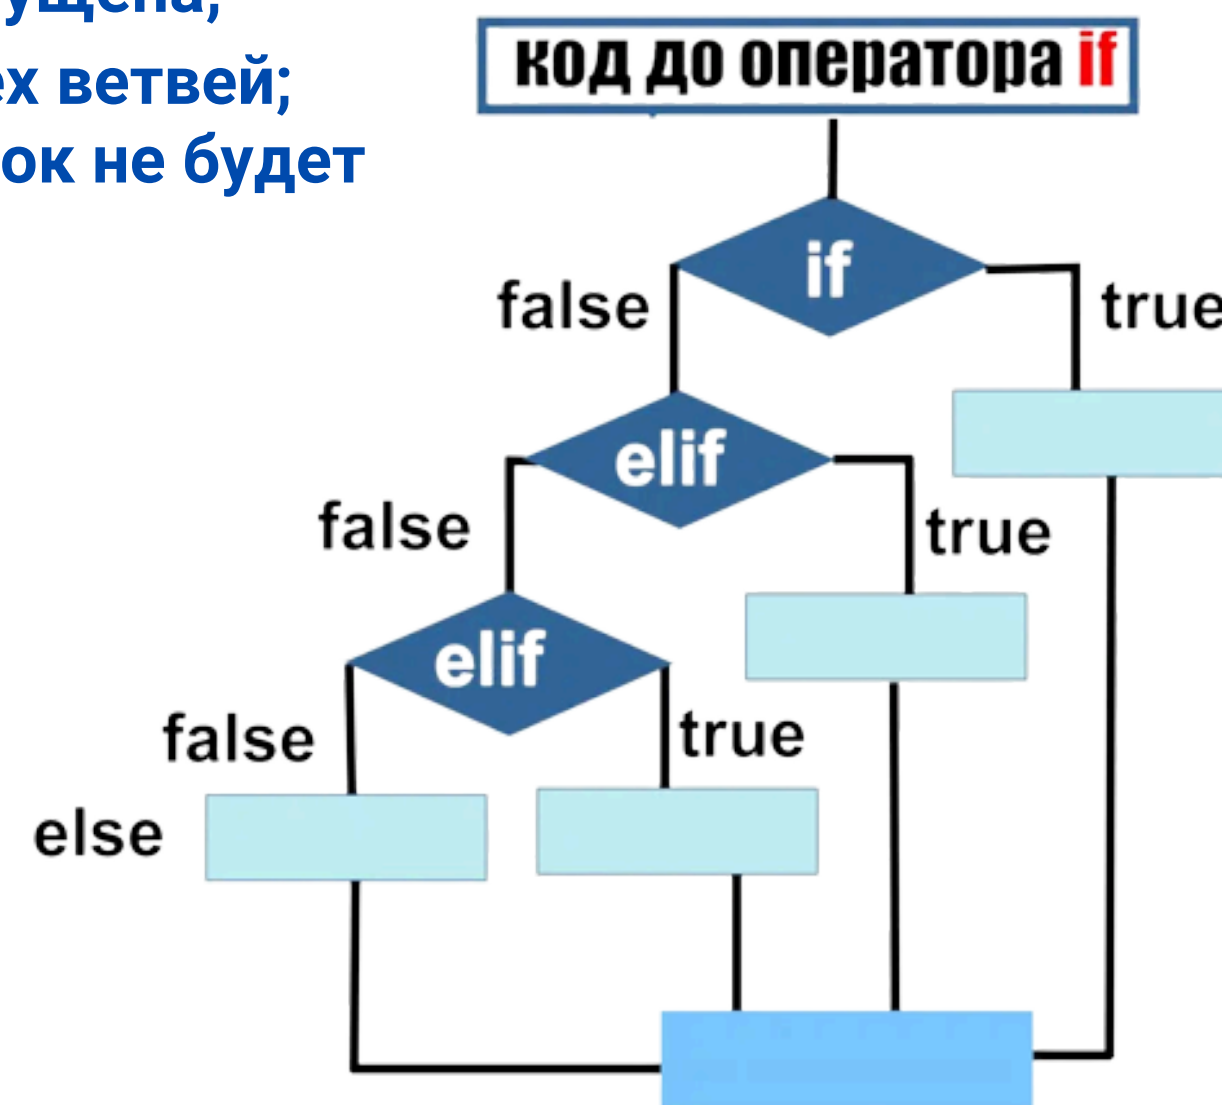 ех ветвей;
ок не будет
код до оператора if
if
false
true
elif
false
true
elif
false
true
else